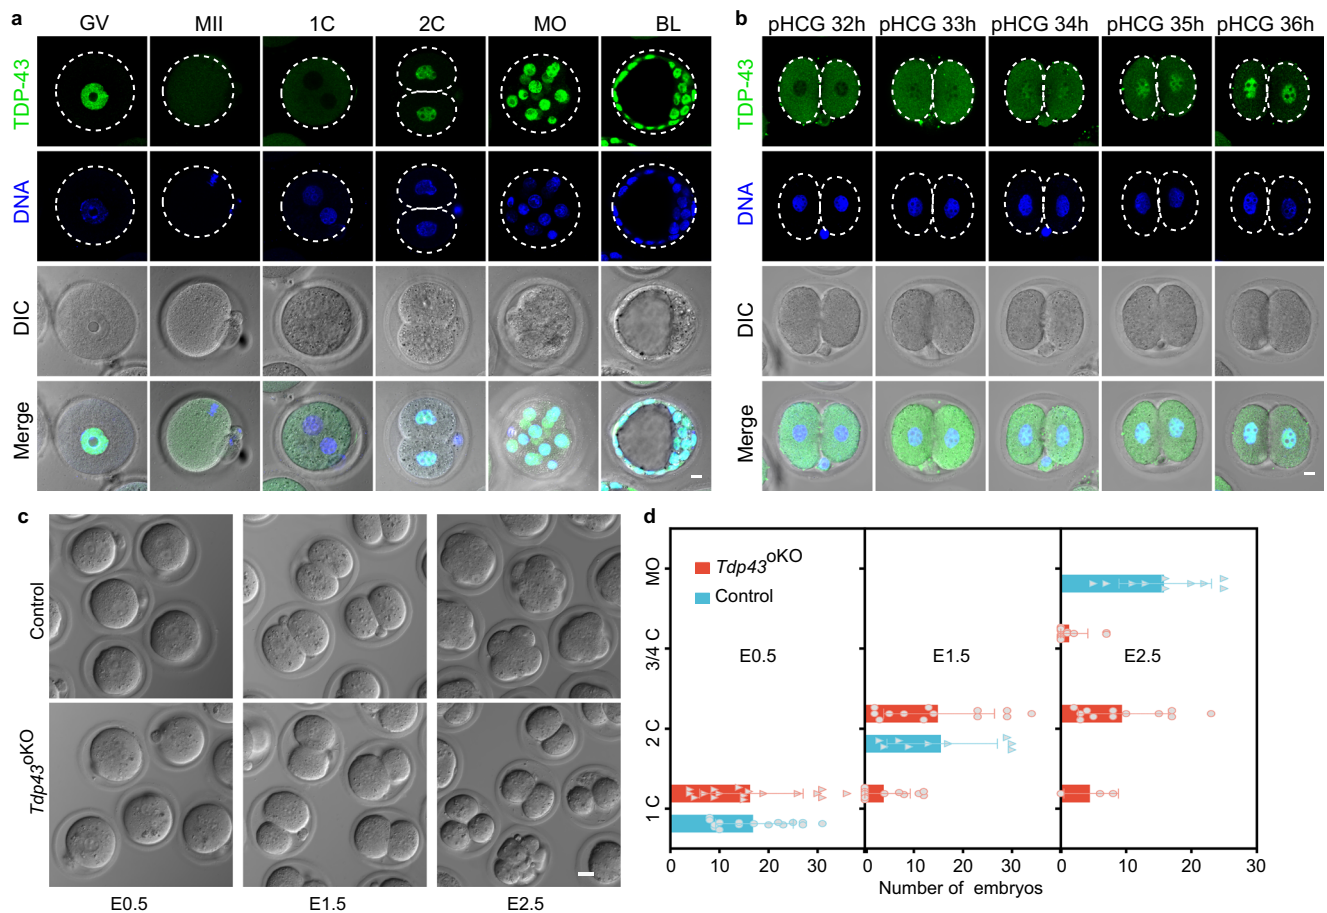 a
GV MII 1C 2C MO BL
TDP-43
DNA
DIC
Merge
b
pHCG 32h pHCG 33h pHCG 34h pHCG 35h pHCG 36h
TDP-43
DNA
DIC
Merge
c
Control
Tdp43oKO
E0.5 E1.5 E2.5
d
Tdp43oKO
Control
E0.5 E1.5 E2.5
MO
3/4 C
2 C
1 C
0 10 20 30 0 10 20 30 0 10 20 30
Number of embryos